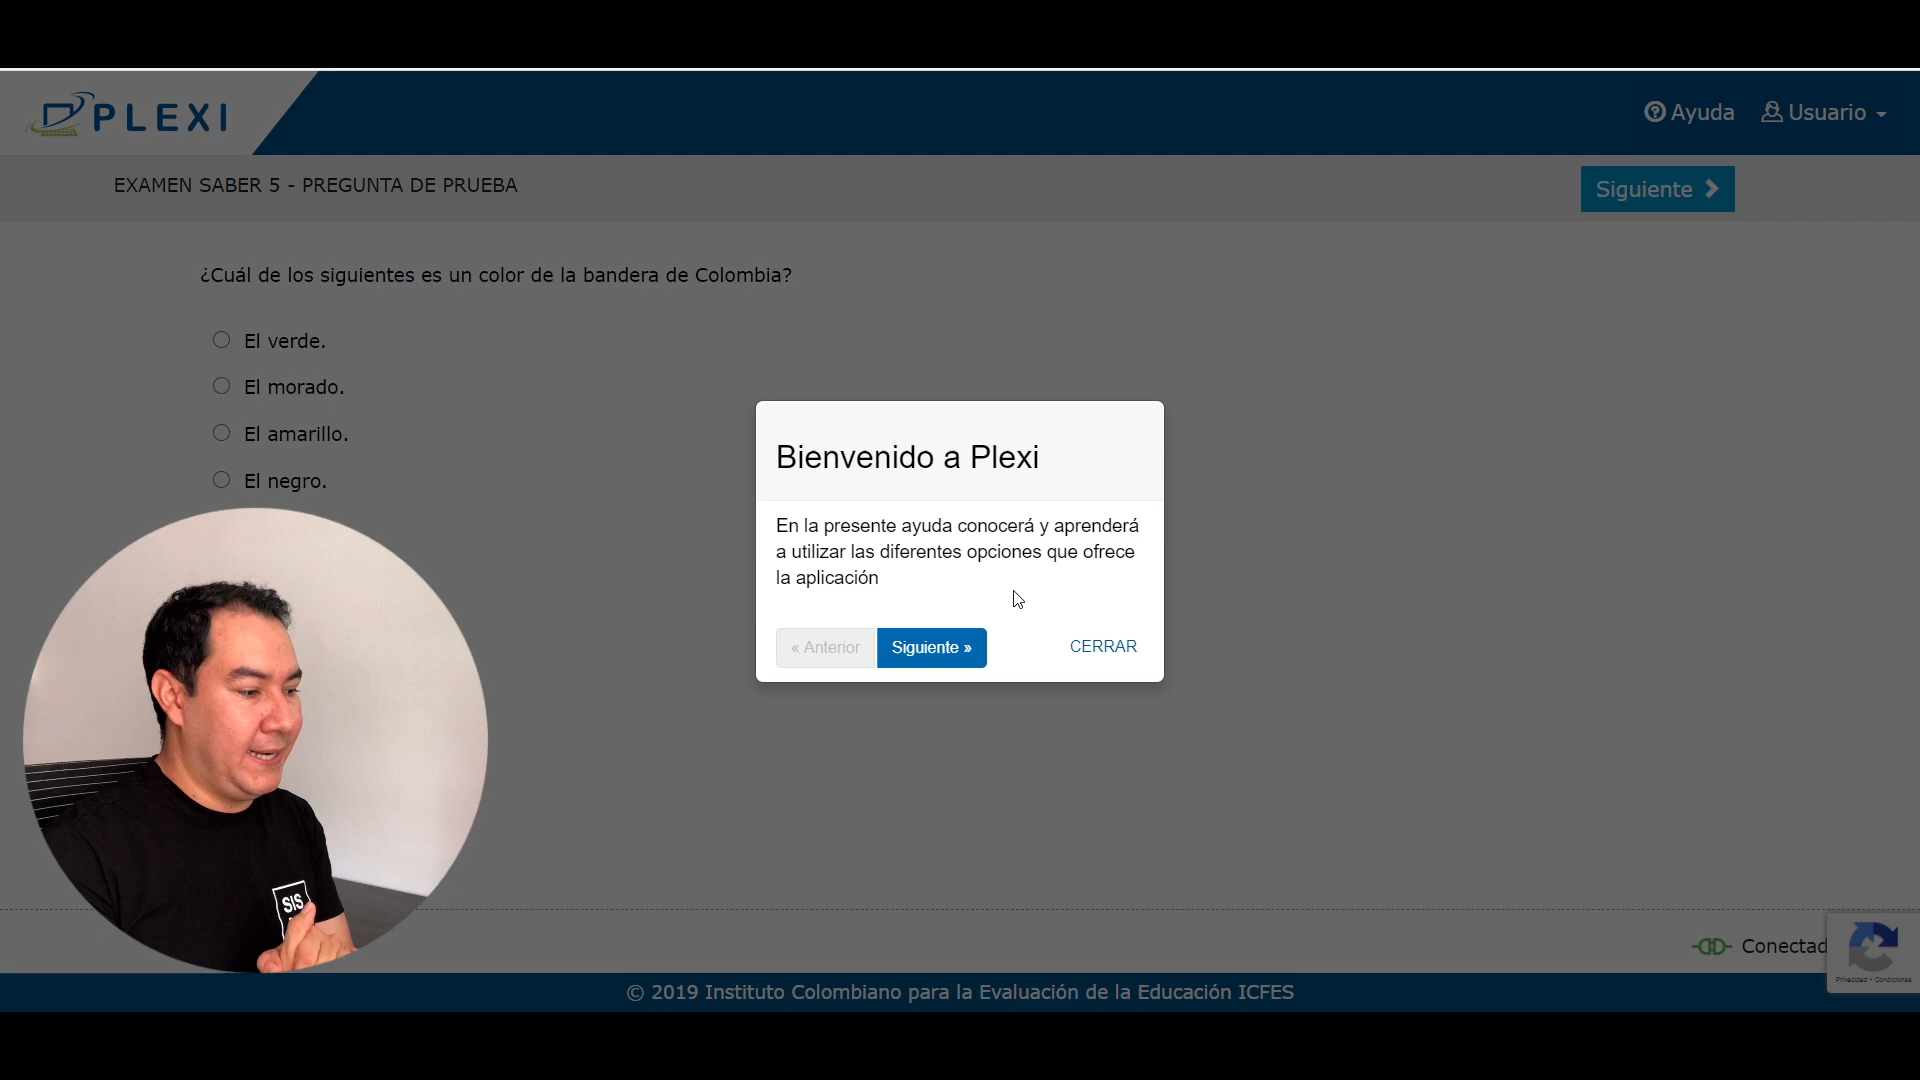 PLEXI
Ayuda
Usuario
EXAMEN SABER 5 - PREGUNTA DE PRUEBA
Siguiente
¿Cuál de los siguientes es un color de la bandera de Colombia?
El verde.
El morado.
El amarillo.
El negro.
Bienvenido a Plexi
En la presente ayuda conocerá y aprenderá
a utilizar las diferentes opciones que ofrece
la aplicación
« Anterior
Siguiente »
CERRAR
SIS
Conectad
Privacidad - Condiciones
© 2019 Instituto Colombiano para la Evaluación de la Educación ICFES